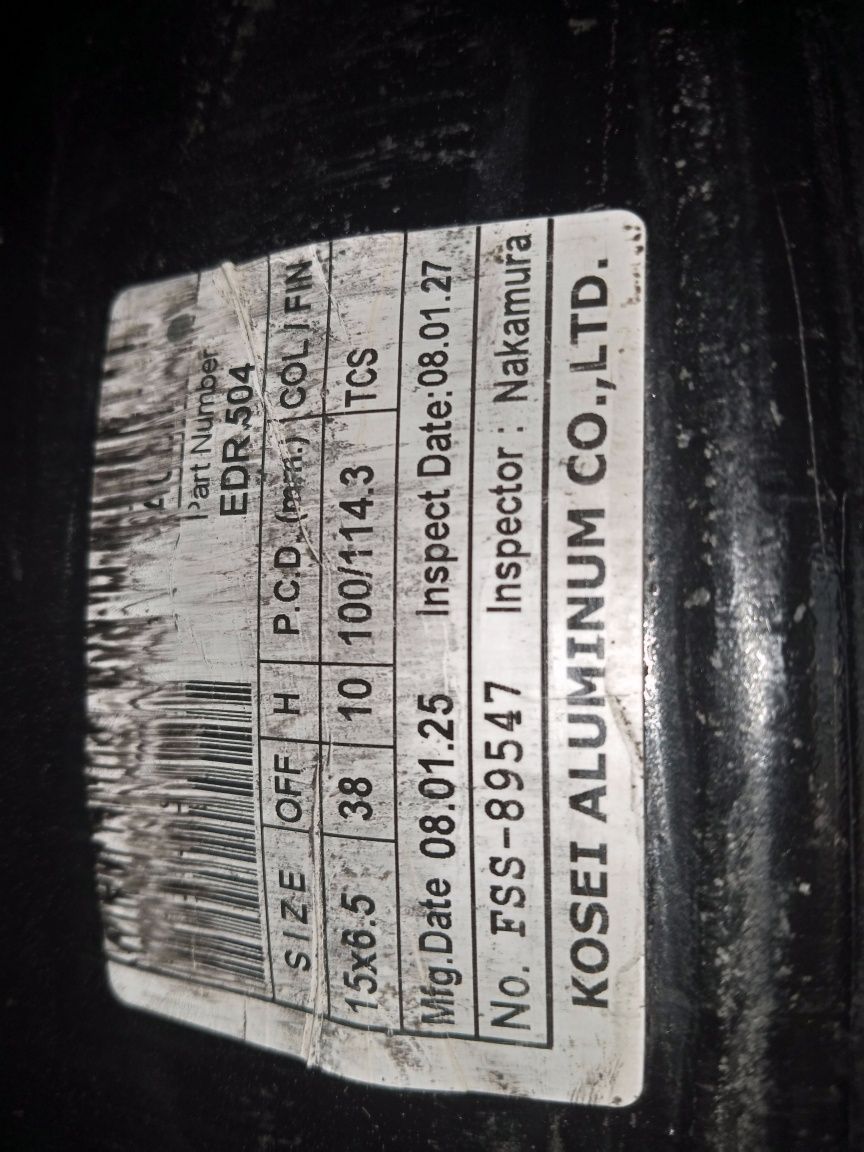 Part Number
EDR 504
SIZE OFF H P.C.D. (mm.) COL/FIN
15x6.5 38 10 100/114.3 TCS
Mfg.Date 08.01.25 Inspect Date:08.01.27
No. FSS-89547 Inspector : Nakamura
KOSEI ALUMINUM CO.,LTD.